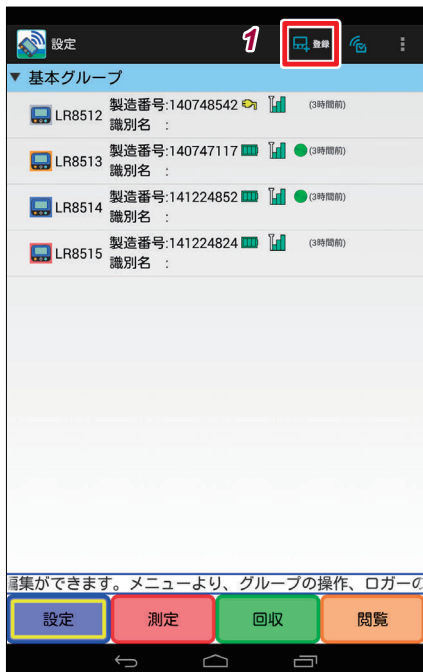 設定
1
登録
▼ 基本グループ
LR8512
製造番号:140748542
(3時間前)
識別名 :
LR8513
製造番号:140747117
(3時間前)
識別名 :
LR8514
製造番号:141224852
(3時間前)
識別名 :
LR8515
製造番号:141224824
(3時間前)
識別名 :
編集ができます。メニューより、グループの操作、ロガーの
設定
測定
回収
閲覧